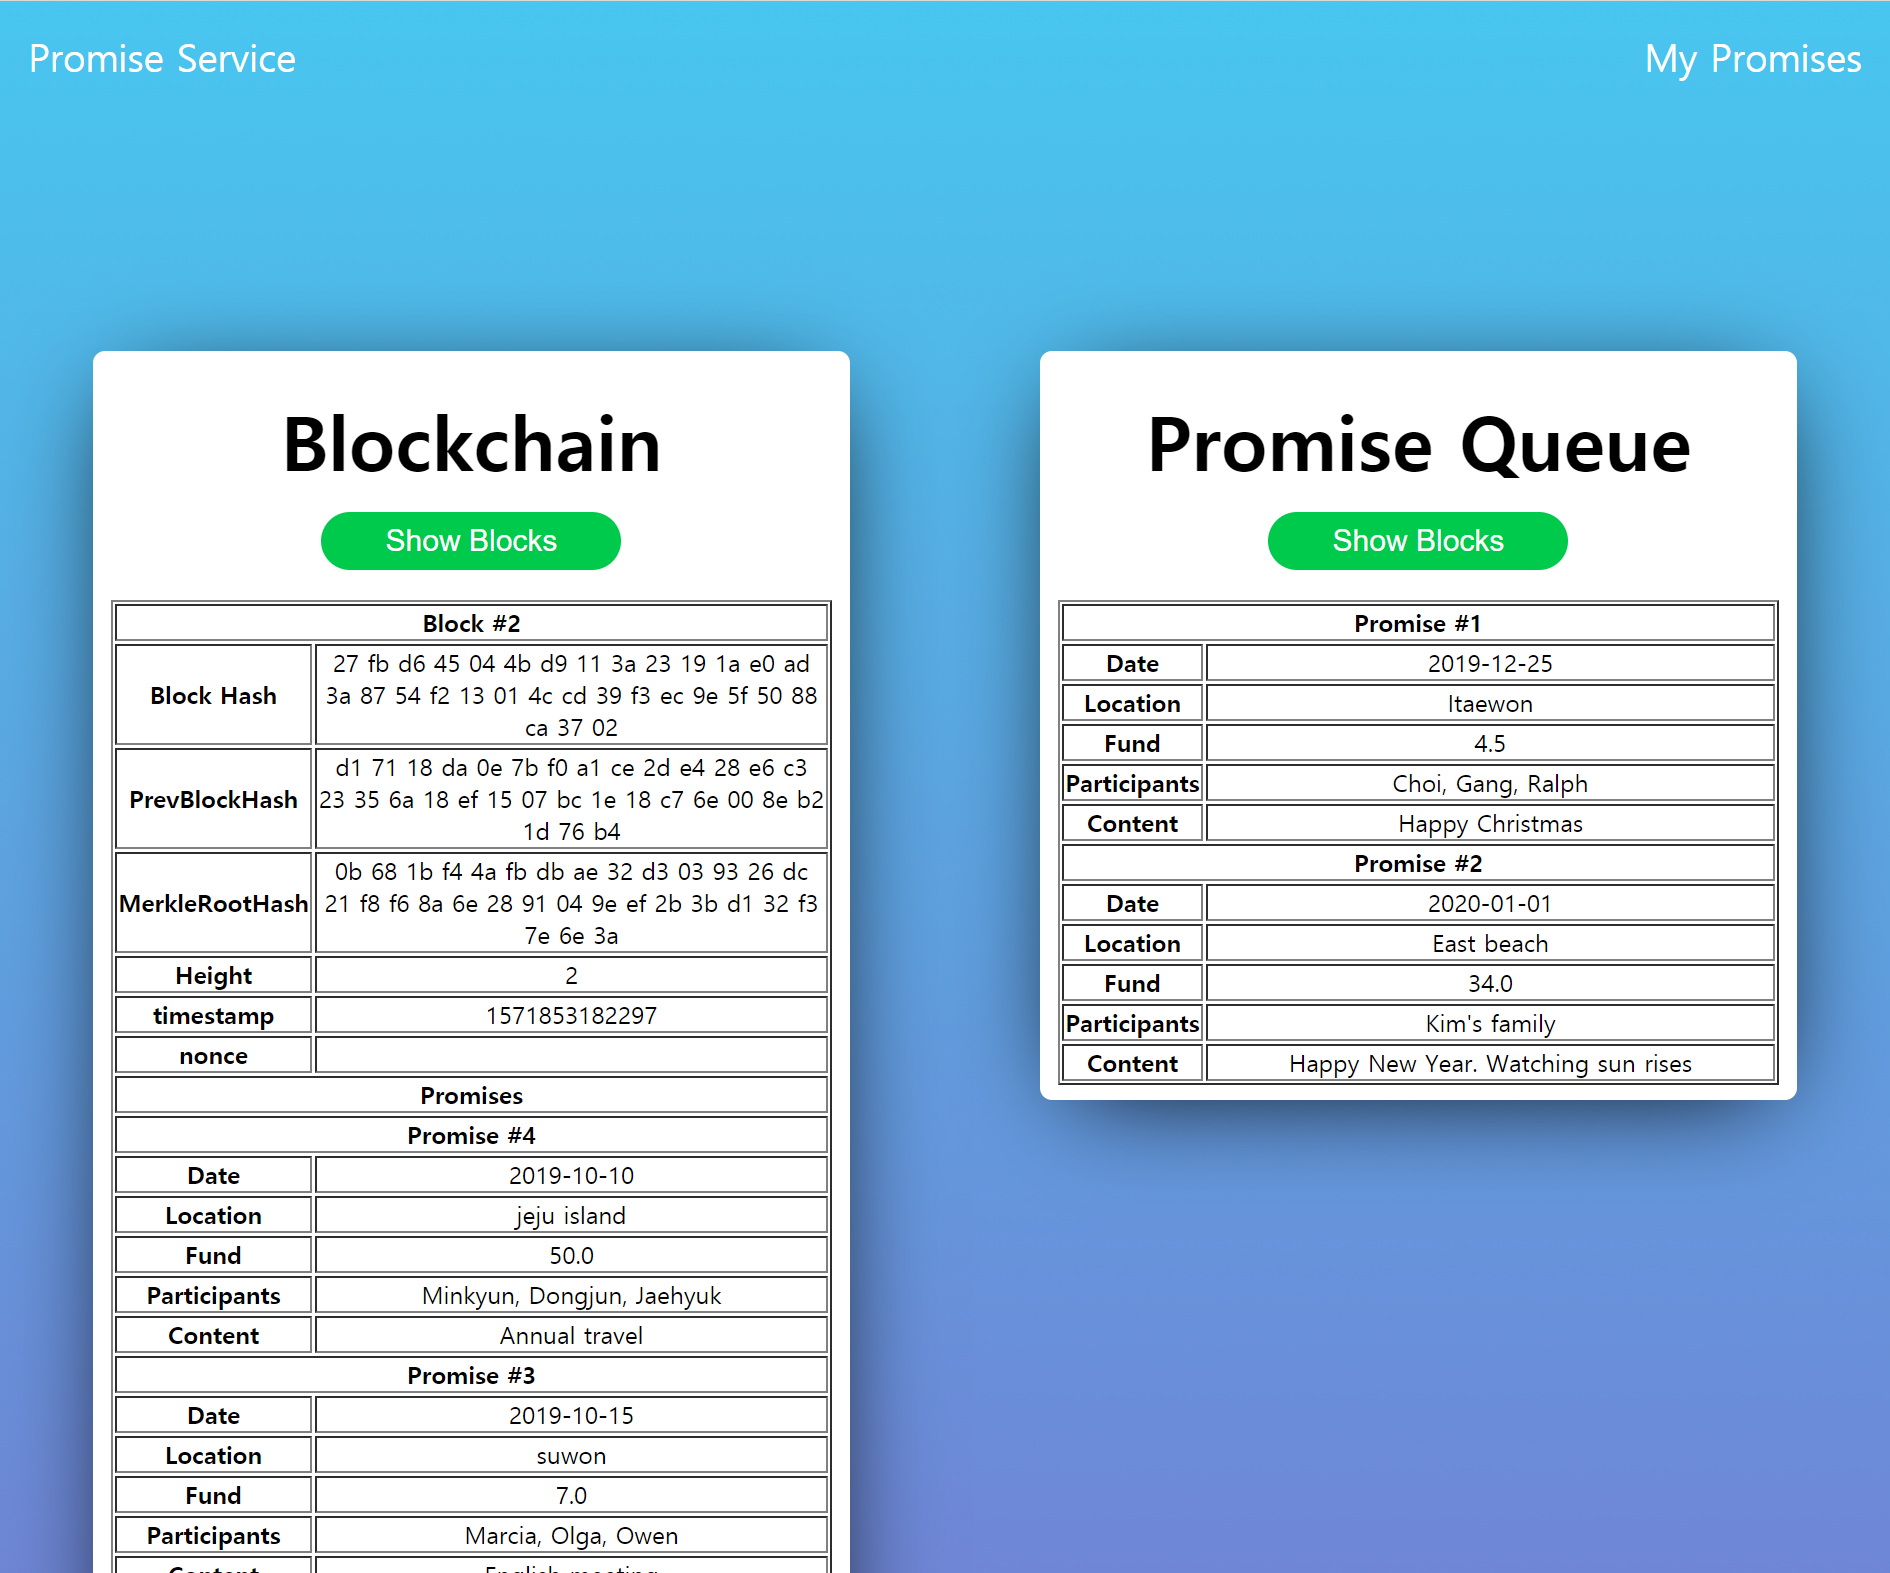 Promise Service
My Promises
Blockchain
Show Blocks
Block #2
Block Hash
27 fb d6 45 04 4b d9 11 3a 23 19 1a e0 ad
3a 87 54 f2 13 01 4c cd 39 f3 ec 9e 5f 50 88
ca 37 02
PrevBlockHash
d1 71 18 da 0e 7b f0 a1 ce 2d e4 28 e6 c3
23 35 6a 18 ef 15 07 bc 1e 18 c7 6e 00 8e b2
1d 76 b4
MerkleRootHash
0b 68 1b f4 4a fb db ae 32 d3 03 93 26 dc
21 f8 f6 8a 6e 28 91 04 9e ef 2b 3b d1 32 f3
7e 6e 3a
Height
2
timestamp
1571853182297
nonce
Promises
Promise #4
Date
2019-10-10
Location
jeju island
Fund
50.0
Participants
Minkyun, Dongjun, Jaehyuk
Content
Annual travel
Promise #3
Date
2019-10-15
Location
suwon
Fund
7.0
Participants
Marcia, Olga, Owen
Content
English meeting
Promise Queue
Show Blocks
Promise #1
Date
2019-12-25
Location
Itaewon
Fund
4.5
Participants
Choi, Gang, Ralph
Content
Happy Christmas
Promise #2
Date
2020-01-01
Location
East beach
Fund
34.0
Participants
Kim's family
Content
Happy New Year. Watching sun rises